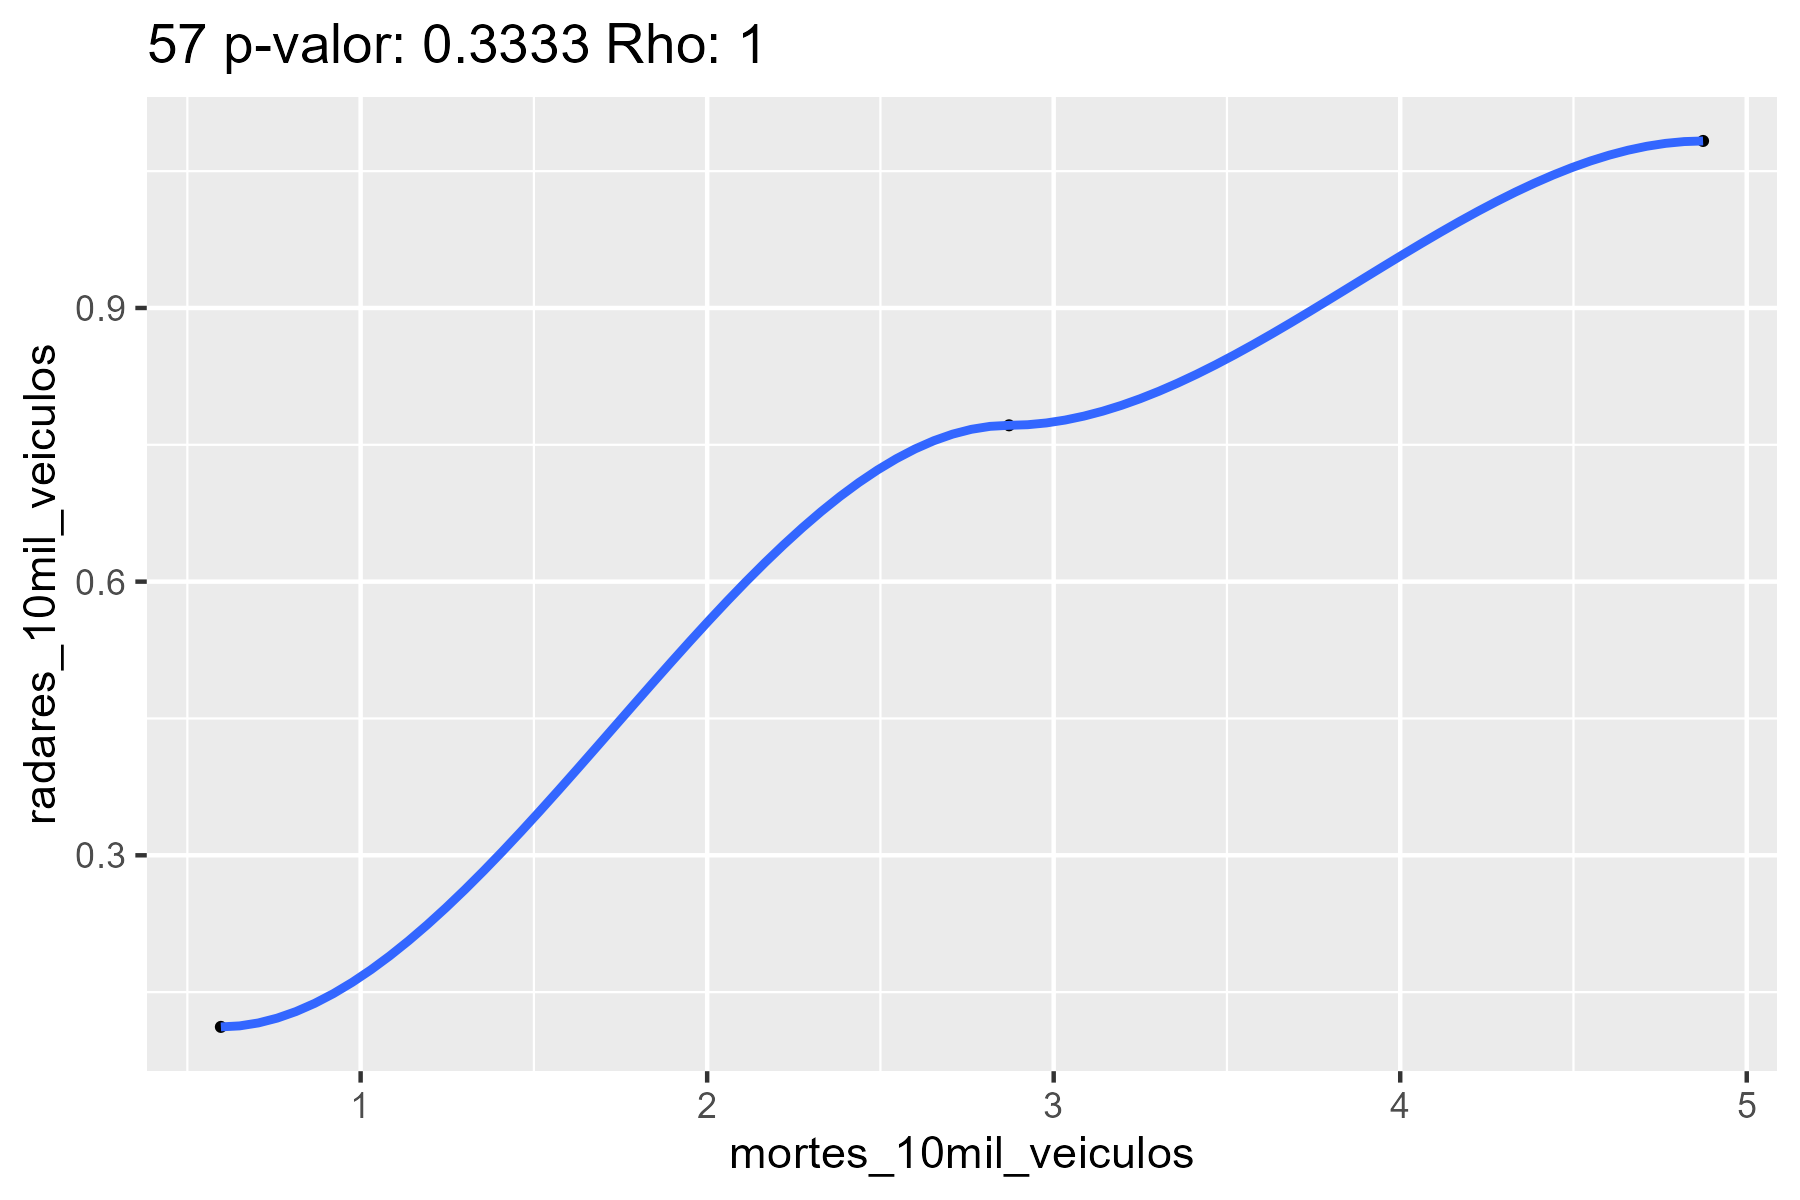 57 p-valor: 0.3333 Rho: 1
radares_10mil_veiculos
0.9
0.6
0.3
1 2 3 4 5
mortes_10mil_veiculos